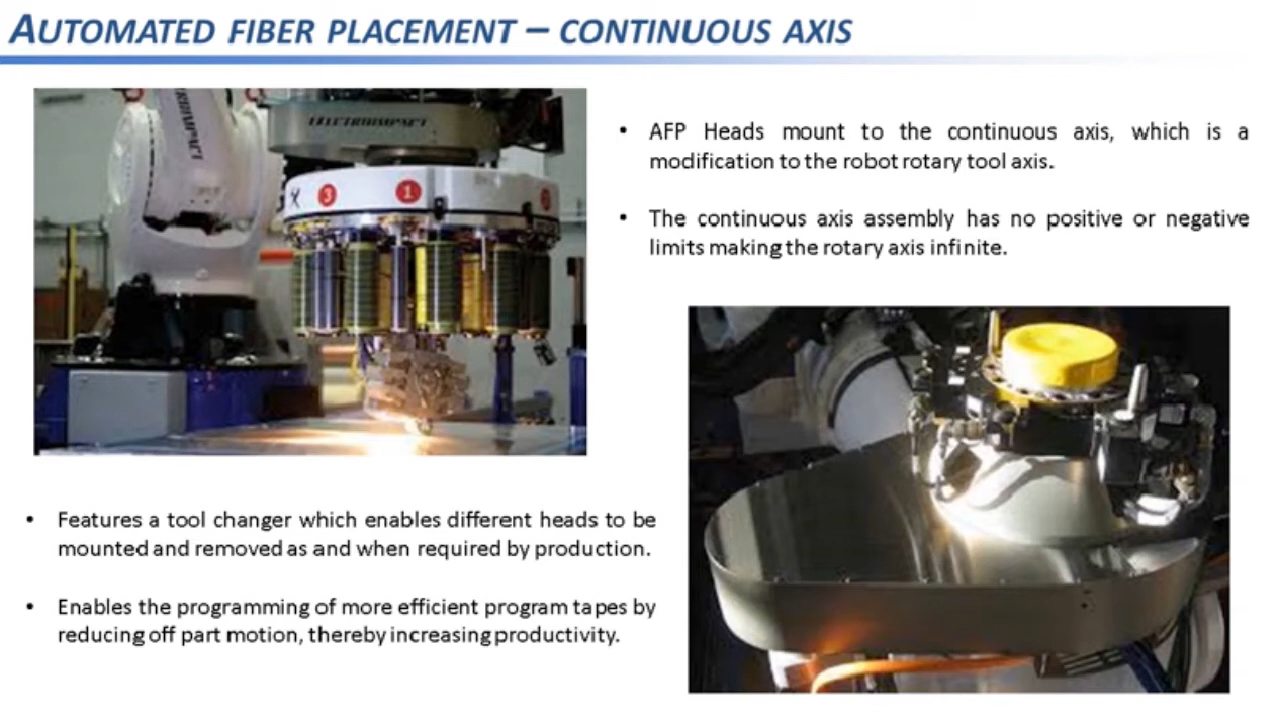 AUTOMATED FIBER PLACEMENT – CONTINUOUS AXIS
ELECTROIMPACT
3
1
• AFP Heads mount to the continuous axis, which is a
modification to the robot rotary tool axis.
• The continuous axis assembly has no positive or negative
limits making the rotary axis infinite.
• Features a tool changer which enables different heads to be
mounted and removed as and when required by production.
• Enables the programming of more efficient program tapes by
reducing off part motion, thereby increasing productivity.